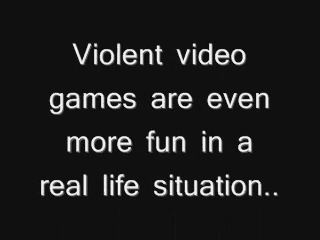 Violent video
games are even
more fun in a
real life situation..